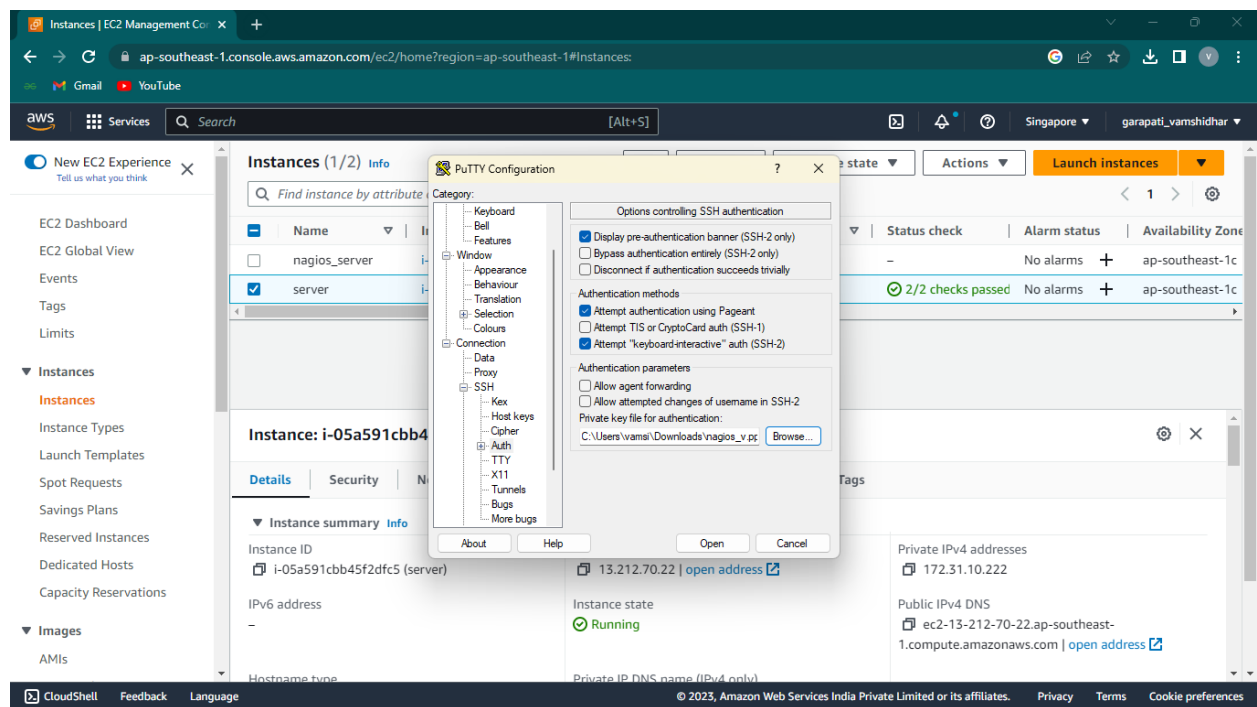 Instances | EC2 Management Cor
ap-southeast-1.console.aws.amazon.com/ec2/home?region=ap-southeast-1#Instances:
Gmail YouTube
aws Services Search [Alt+S] Singapore garapati_vamshidhar
New EC2 Experience
Tell us what you think
EC2 Dashboard
EC2 Global View
Events
Tags
Limits
Instances
Instances
Instance Types
Launch Templates
Spot Requests
Savings Plans
Reserved Instances
Dedicated Hosts
Capacity Reservations
Images
AMIs
Instances (1/2) Info
e state Actions Launch instances
Find instance by attribute
1
Name Status check Alarm status Availability Zone
nagios_server i- – No alarms + ap-southeast-1c
server i- 2/2 checks passed No alarms + ap-southeast-1c
PuTTY Configuration ? X
Category:
Keyboard
Bell
Features
Window
Appearance
Behaviour
Translation
Selection
Colours
Connection
Data
Proxy
SSH
Kex
Host keys
Cipher
Auth
TTY
X11
Tunnels
Bugs
More bugs
Options controlling SSH authentication
Display pre-authentication banner (SSH-2 only)
Bypass authentication entirely (SSH-2 only)
Disconnect if authentication succeeds trivially
Authentication methods
Attempt authentication using Pageant
Attempt TIS or CryptoCard auth (SSH-1)
Attempt "keyboard-interactive" auth (SSH-2)
Authentication parameters
Allow agent forwarding
Allow attempted changes of username in SSH-2
Private key file for authentication:
C:\Users\vamsi\Downloads\nagios_v.pp Browse...
About Help Open Cancel
Instance: i-05a591cbb4
Details Security N Tags
Instance summary Info
Instance ID
i-05a591cbb45f2dfc5 (server)
13.212.70.22 | open address
Private IPv4 addresses
172.31.10.222
IPv6 address
–
Instance state
Running
Public IPv4 DNS
ec2-13-212-70-22.ap-southeast-
1.compute.amazonaws.com | open address
Hostname type
Private IP DNS name (IPv4 only)
CloudShell Feedback Language © 2023, Amazon Web Services India Private Limited or its affiliates. Privacy Terms Cookie preferences